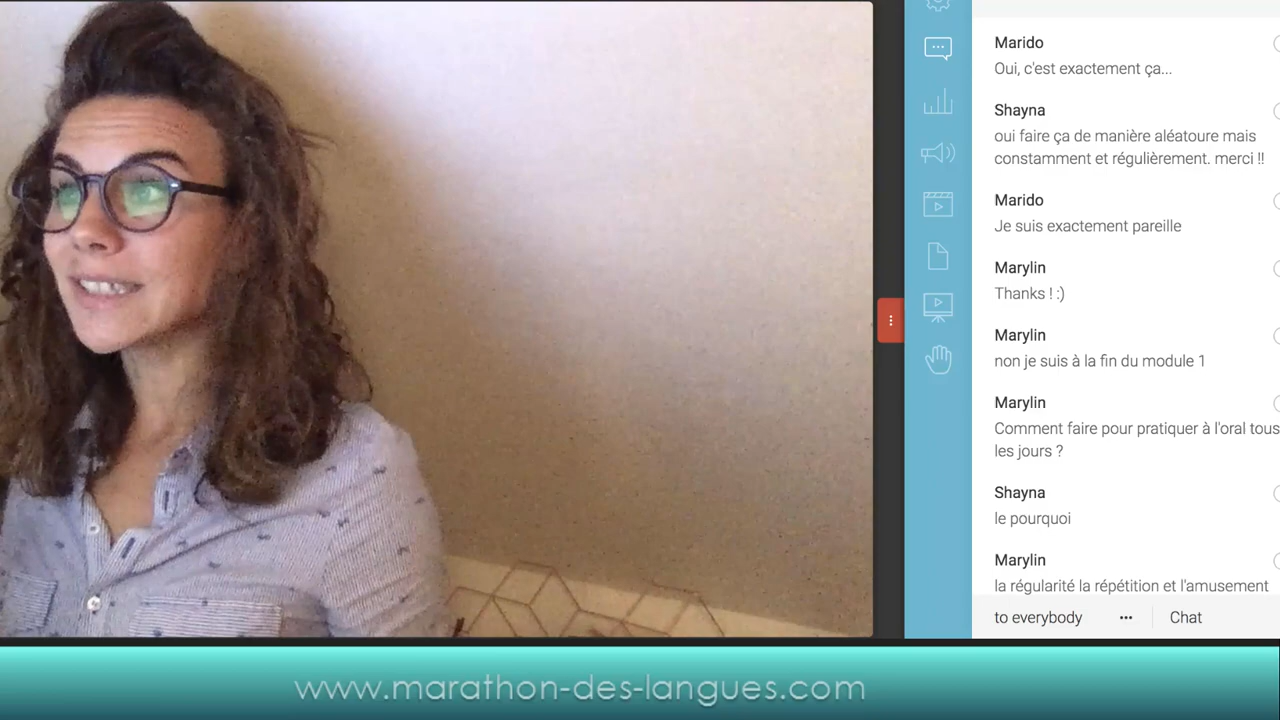 Marido
Oui, c'est exactement ça...
Shayna
oui faire ça de manière aléatoure mais
constamment et régulièrement. merci !!
Marido
Je suis exactement pareille
Marylin
Thanks ! :)
Marylin
non je suis à la fin du module 1
Marylin
Comment faire pour pratiquer à l'oral tous
les jours ?
Shayna
le pourquoi
Marylin
la régularité la répétition et l'amusement
to everybody ••• Chat
www.marathon-des-langues.com